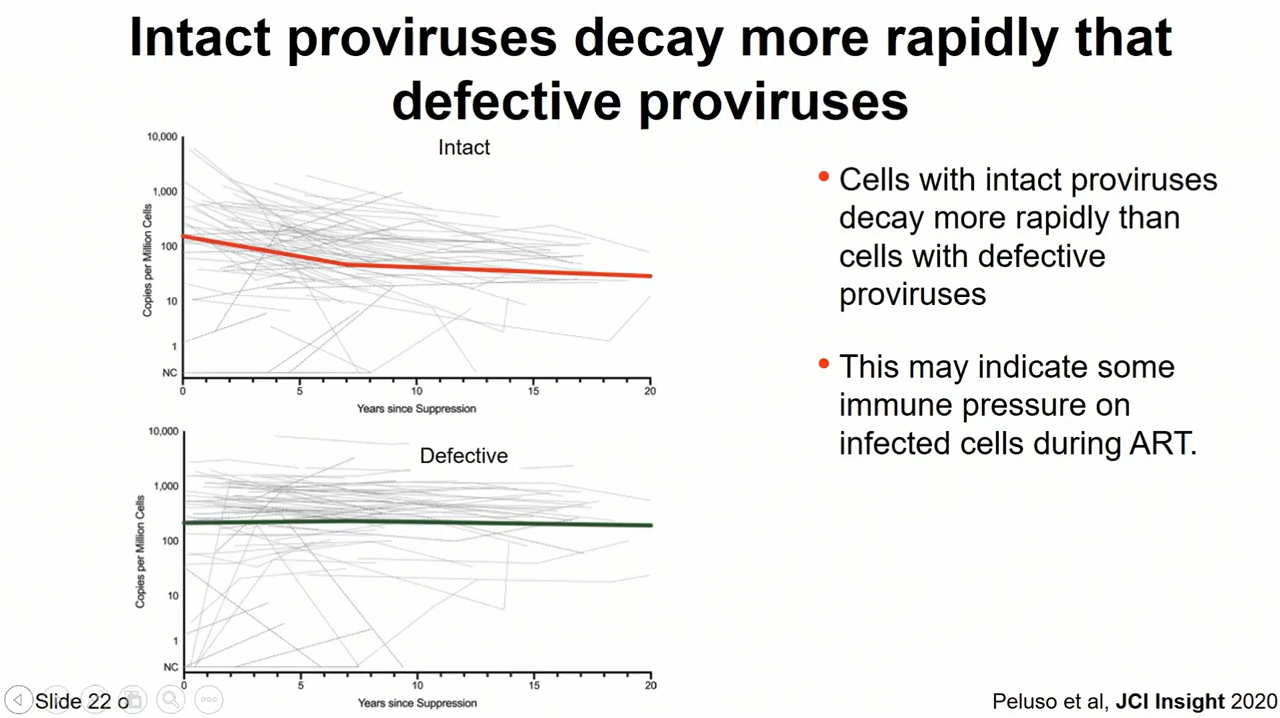 Intact proviruses decay more rapidly that
defective proviruses
Intact
10,000
1,000
100
10
1
NC
Copies per Million Cells
0
5
10
15
20
Years since Suppression
Defective
10,000
1,000
100
10
1
NC
Copies per Million Cells
0
5
10
15
20
Years since Suppression
• Cells with intact proviruses
decay more rapidly than
cells with defective
proviruses
• This may indicate some
immune pressure on
infected cells during ART.
Slide 22 o
Peluso et al, JCI Insight 2020